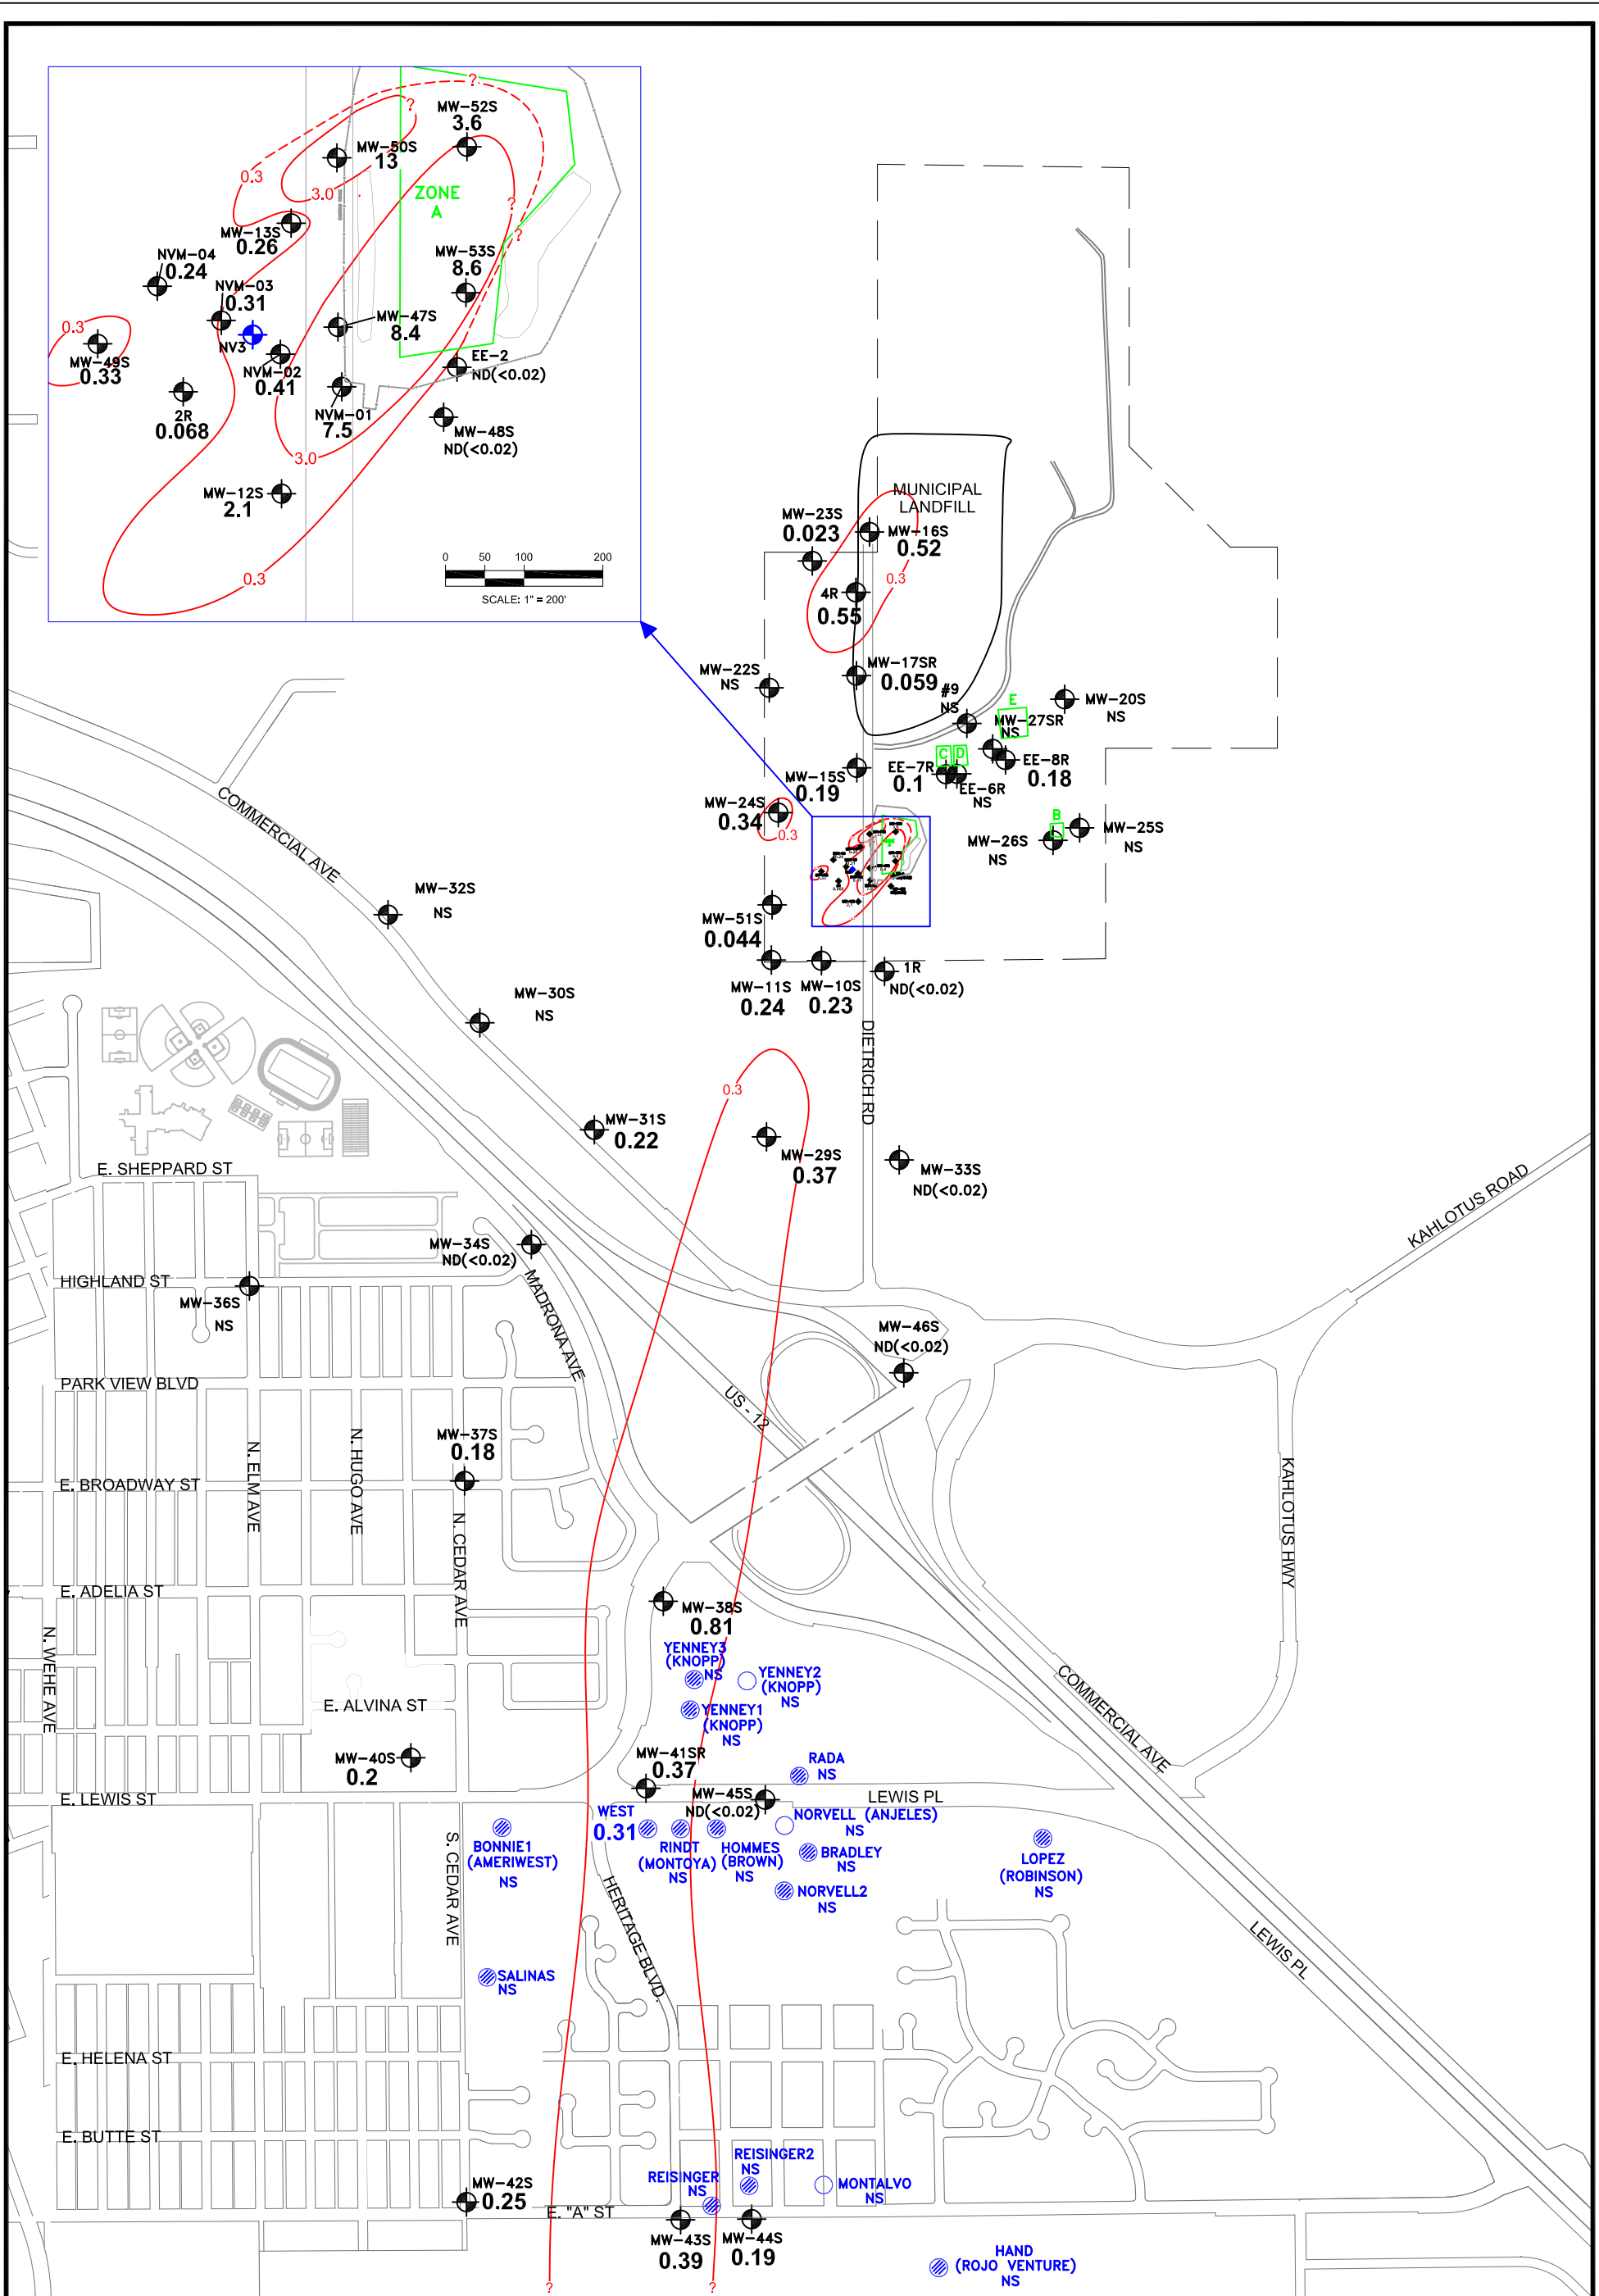 ?
MW-52S
3.6
?
MW-50S
13
0.3
3.0
ZONE
A
?
MW-13S
0.26
?
NVM-04
0.24
MW-53S
8.6
NVM-03
0.31
0.3
NV3
MW-47S
8.4
MW-49S
0.33
NVM-02
0.41
EE-2
ND(<0.02)
2R
0.068
NVM-01
7.5
MW-48S
ND(<0.02)
3.0
MW-12S
2.1
0.3
0 50 100 200
SCALE: 1" = 200'
MUNICIPAL
LANDFILL
MW-23S
0.023
MW-16S
0.52
0.3
4R
0.55
MW-22S
NS
MW-17SR
0.059
#9
NS
E
MW-27SR
NS
MW-20S
NS
C
D
EE-8R
0.18
EE-7R
0.1
EE-6R
NS
MW-15S
0.19
MW-24S
0.34
0.3
B
MW-25S
NS
MW-26S
NS
COMMERCIAL AVE
MW-32S
NS
MW-51S
0.044
1R
ND(<0.02)
MW-11S
0.24
MW-10S
0.23
MW-30S
NS
DIETRICH RD
0.3
MW-31S
0.22
MW-29S
0.37
MW-33S
ND(<0.02)
E. SHEPPARD ST
KAHLOTUS ROAD
MW-34S
ND(<0.02)
HIGHLAND ST
MW-36S
NS
MADRONA AVE
MW-46S
ND(<0.02)
PARK VIEW BLVD
US - 12
MW-37S
0.18
N. ELM AVE
N. HUGO AVE
E. BROADWAY ST
KAHLOTUS HWY
N. CEDAR AVE
E. ADELIA ST
MW-38S
0.81
N. WEHE AVE
YENNEY3
(KNOPP)
NS
YENNEY2
(KNOPP)
NS
COMMERCIAL AVE
E. ALVINA ST
YENNEY1
(KNOPP)
NS
MW-40S
0.2
MW-41SR
0.37
RADA
NS
E. LEWIS ST
MW-45S
ND(<0.02)
LEWIS PL
WEST
0.31
NORVELL (ANJELES)
NS
BONNIE1
(AMERIWEST)
NS
RINDT
(MONTOYA)
NS
HOMMES
(BROWN)
NS
BRADLEY
NS
LOPEZ
(ROBINSON)
NS
S. CEDAR AVE
NORVELL2
NS
HERITAGE BLVD.
LEWIS PL
SALINAS
NS
E. HELENA ST
E. BUTTE ST
REISINGER2
NS
REISINGER
NS
MONTALVO
NS
MW-42S
0.25
E. "A" ST
MW-43S
0.39
MW-44S
0.19
HAND
(ROJO VENTURE)
NS
?
?